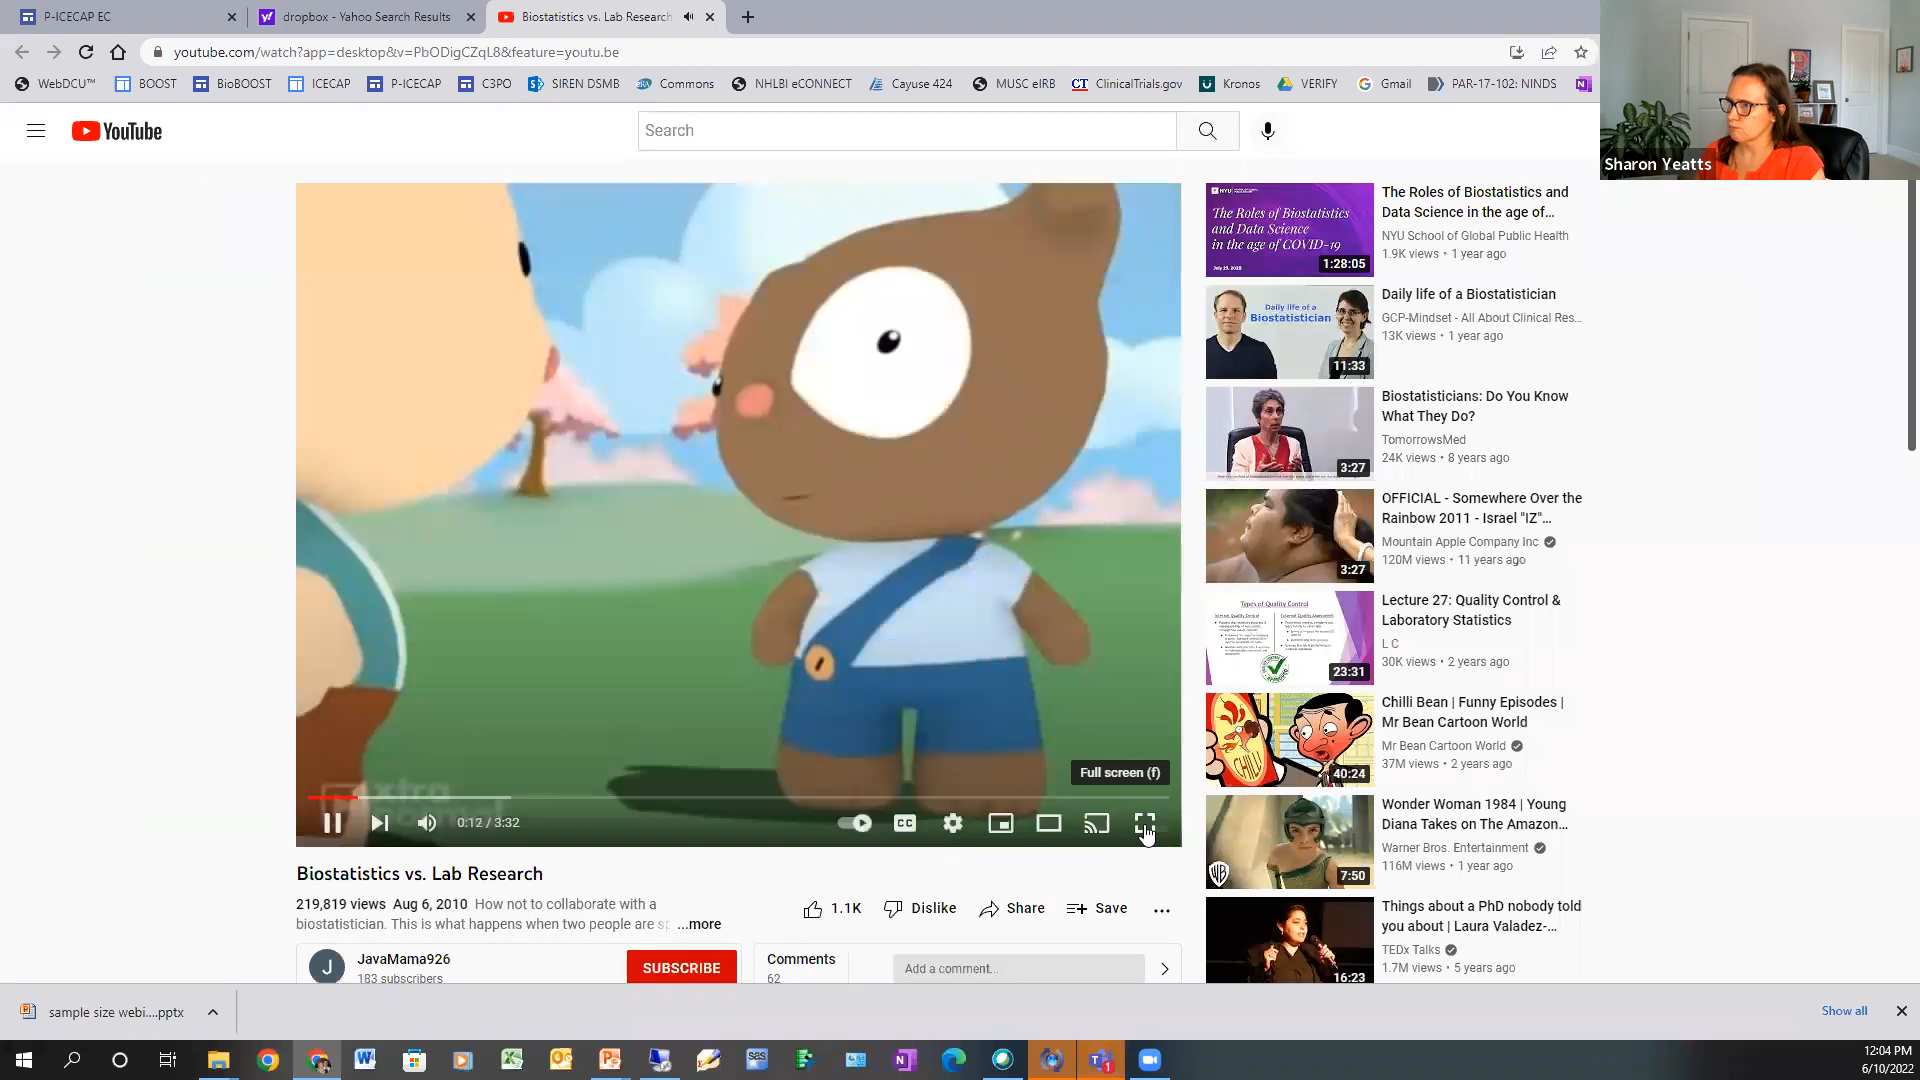 P-ICECAP EC
dropbox - Yahoo Search Results
Biostatistics vs. Lab Research
youtube.com/watch?app=desktop&v=PbODigCZqL8&feature=youtu.be
WebDCU™ BOOST BioBOOST ICECAP P-ICECAP C3PO SIREN DSMB Commons NHLBI eCONNECT Cayuse 424 MUSC eIRB CT ClinicalTrials.gov Kronos VERIFY Gmail PAR-17-102: NINDS
Sharon Yeatts
YouTube
Search
Full screen (f)
0:12 / 3:32
CC
Biostatistics vs. Lab Research
219,819 views Aug 6, 2010 How not to collaborate with a
biostatistician. This is what happens when two people are sp ...more
1.1K Dislike Share Save
J
JavaMama926
183 subscribers
SUBSCRIBE
Comments
62
Add a comment...
NYU
The Roles of Biostatistics
and Data Science
in the age of COVID-19
July 29, 2020
1:28:05
The Roles of Biostatistics and
Data Science in the age of...
NYU School of Global Public Health
1.9K views • 1 year ago
Daily life of a
Biostatistician
11:33
Daily life of a Biostatistician
GCP-Mindset - All About Clinical Res...
13K views • 1 year ago
3:27
Biostatisticians: Do You Know
What They Do?
TomorrowsMed
24K views • 8 years ago
3:27
OFFICIAL - Somewhere Over the
Rainbow 2011 - Israel "IZ"...
Mountain Apple Company Inc
120M views • 11 years ago
Types of Quality Control
23:31
Lecture 27: Quality Control &
Laboratory Statistics
L C
30K views • 2 years ago
CHILLI
40:24
Chilli Bean | Funny Episodes |
Mr Bean Cartoon World
Mr Bean Cartoon World
37M views • 2 years ago
7:50
Wonder Woman 1984 | Young
Diana Takes on The Amazon...
Warner Bros. Entertainment
116M views • 1 year ago
16:23
Things about a PhD nobody told
you about | Laura Valadez-...
TEDx Talks
1.7M views • 5 years ago
sample size webi....pptx
Show all
12:04 PM
6/10/2022